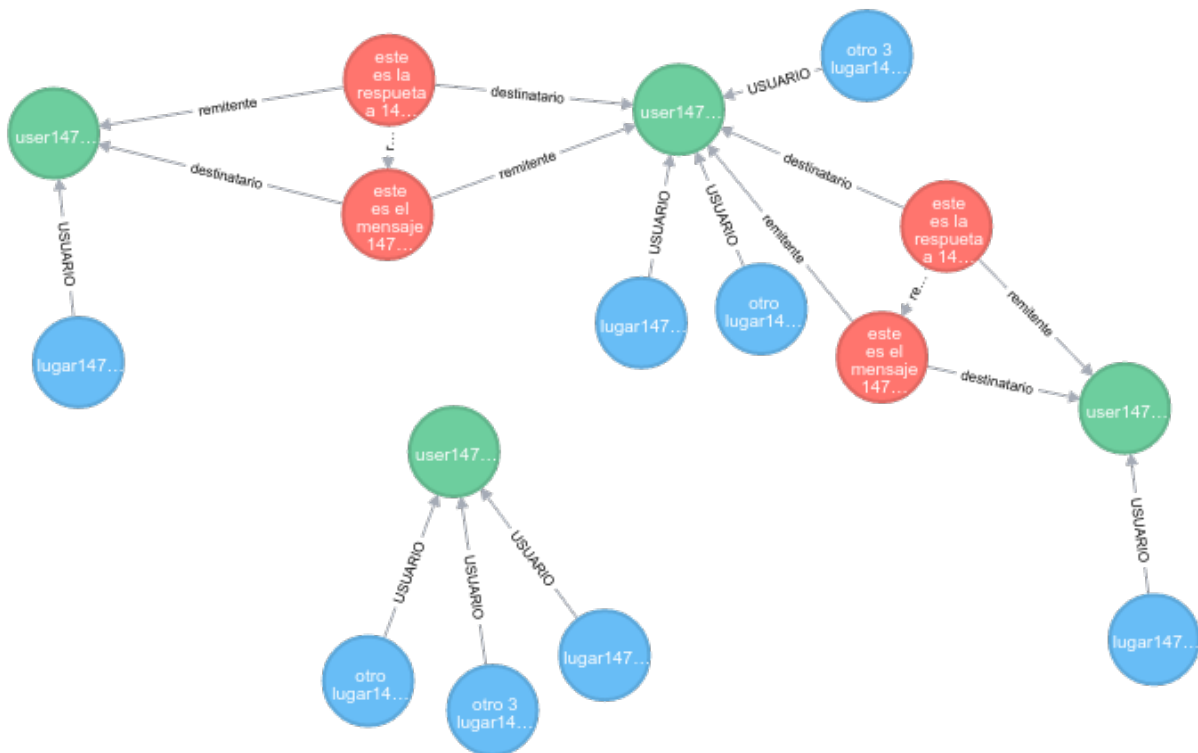 este
es la
respueta
a 14…
otro 3
lugar14…
USUARIO
remitente
destinatario
user147…
user147…
r…
destinatario
remitente
este
es el
mensaje
147…
destinatario
este
es la
respueta
a 14…
USUARIO
USUARIO
USUARIO
remitente
re…
remitente
lugar147…
otro
lugar14…
lugar147…
este
es el
mensaje
147…
destinatario
user147…
user147…
USUARIO
USUARIO
USUARIO
USUARIO
lugar147…
lugar147…
otro
lugar14…
otro 3
lugar14…